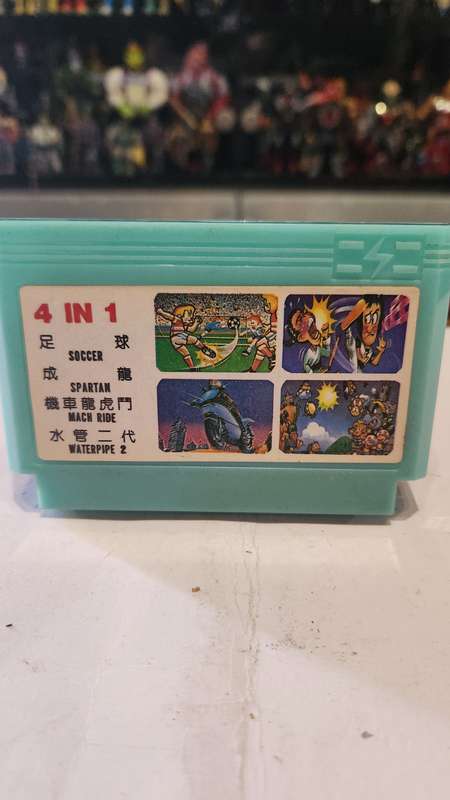 4 IN 1
足球
SOCCER
成龍
SPARTAN
機車龍虎鬥
MACH RIDE
水管二代
WATERPIPE 2